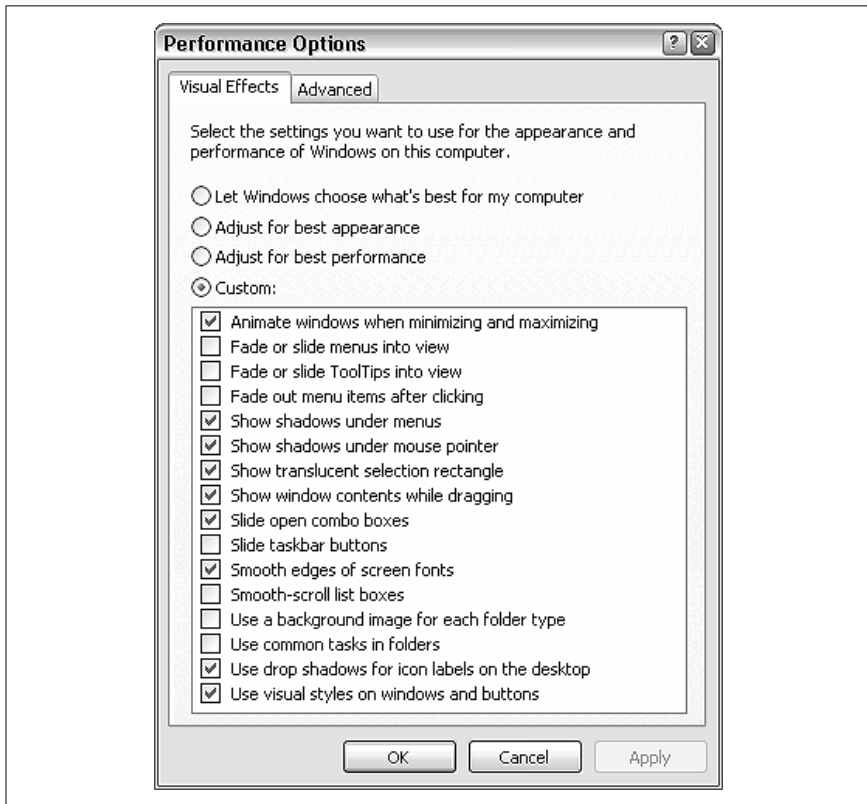 Performance Options
Visual Effects
Advanced
Select the settings you want to use for the appearance and
performance of Windows on this computer.
Let Windows choose what's best for my computer
Adjust for best appearance
Adjust for best performance
Custom:
Animate windows when minimizing and maximizing
Fade or slide menus into view
Fade or slide ToolTips into view
Fade out menu items after clicking
Show shadows under menus
Show shadows under mouse pointer
Show translucent selection rectangle
Show window contents while dragging
Slide open combo boxes
Slide taskbar buttons
Smooth edges of screen fonts
Smooth-scroll list boxes
Use a background image for each folder type
Use common tasks in folders
Use drop shadows for icon labels on the desktop
Use visual styles on windows and buttons
OK
Cancel
Apply